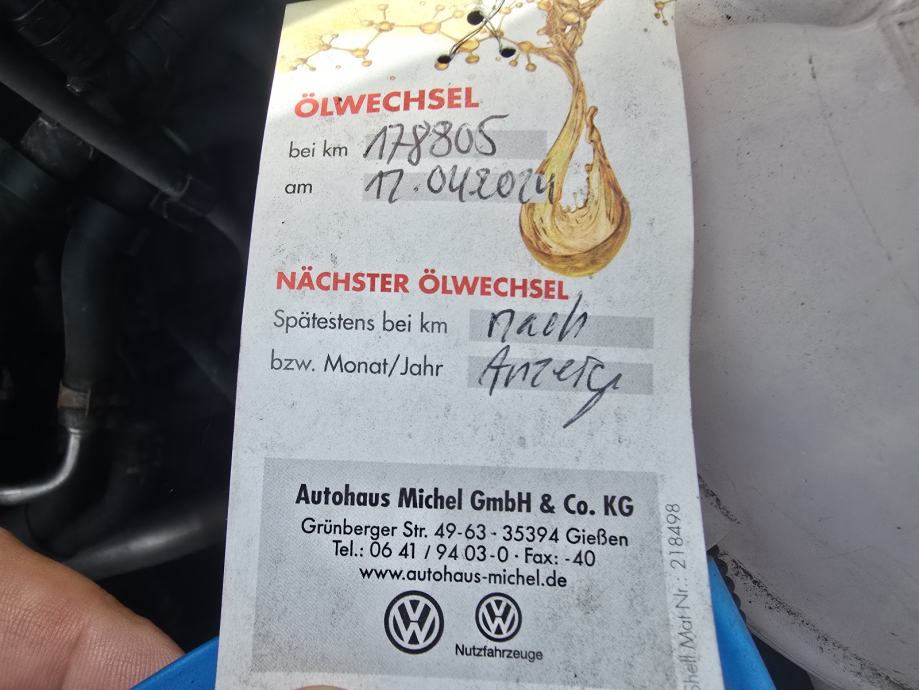 ÖLWECHSEL
bei km 178805
am 12.04.2024
NÄCHSTER ÖLWECHSEL
Spätestens bei km nach
bzw. Monat/Jahr Anzeige
Autohaus Michel GmbH & Co. KG
Grünberger Str. 49-63 · 35394 Gießen
Tel.: 06 41 / 94 03-0 · Fax: -40
www.autohaus-michel.de
Nutzfahrzeuge
Shell Mat Nr.: 218498